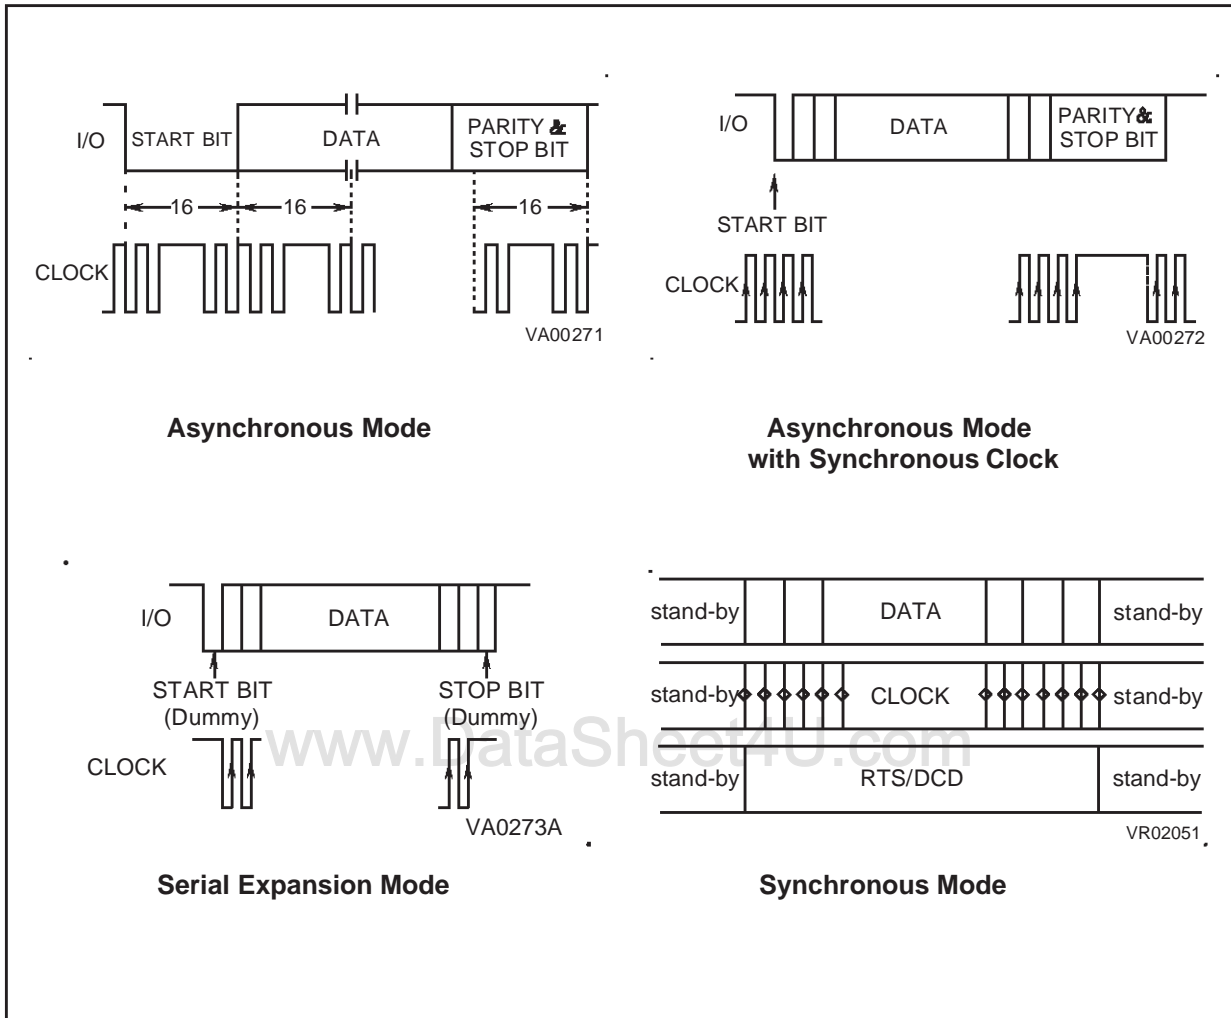 I/O
START BIT
DATA
PARITY &
STOP BIT
16
16
16
CLOCK
VA00271
Asynchronous Mode
I/O
DATA
PARITY&
STOP BIT
START BIT
CLOCK
VA00272
Asynchronous Mode
with Synchronous Clock
I/O
DATA
START BIT
(Dummy)
STOP BIT
(Dummy)
CLOCK
VA0273A
Serial Expansion Mode
stand-by
DATA
stand-by
stand-by
CLOCK
stand-by
stand-by
RTS/DCD
stand-by
VR02051
Synchronous Mode
www.DataSheet4U.com